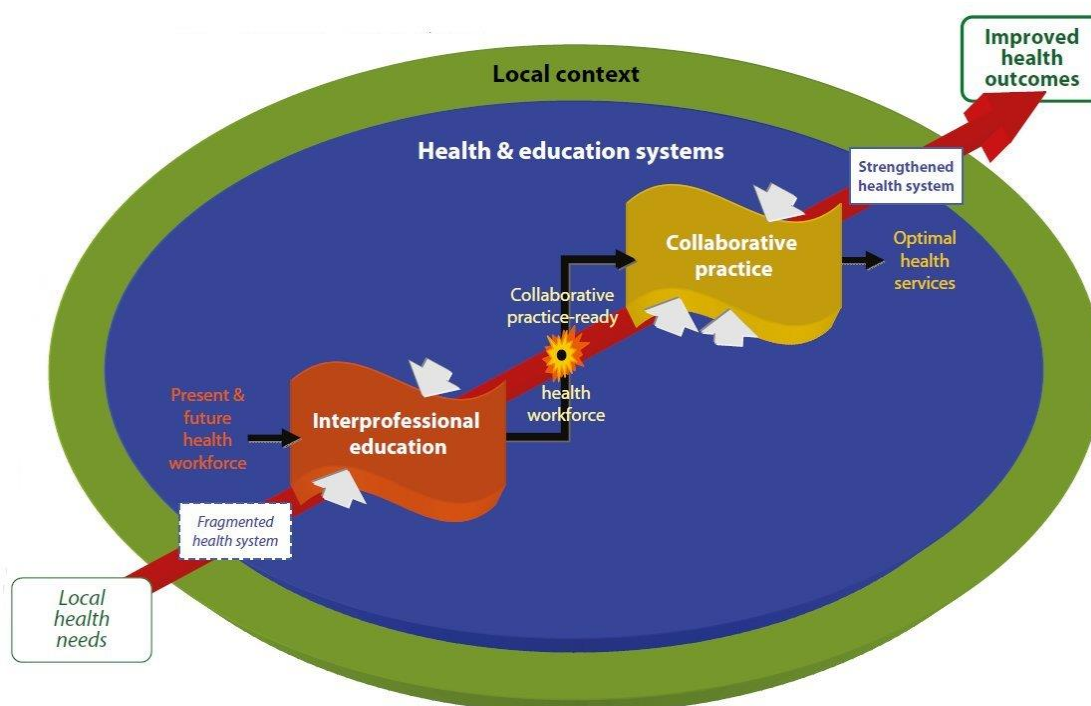 Improved
health
outcomes
Local context
Health & education systems
Strengthened
health system
Collaborative
practice
Optimal
health
services
Collaborative
practice-ready
health
workforce
Present &
future
health
workforce
Interprofessional
education
Fragmented
health system
Local
health
needs